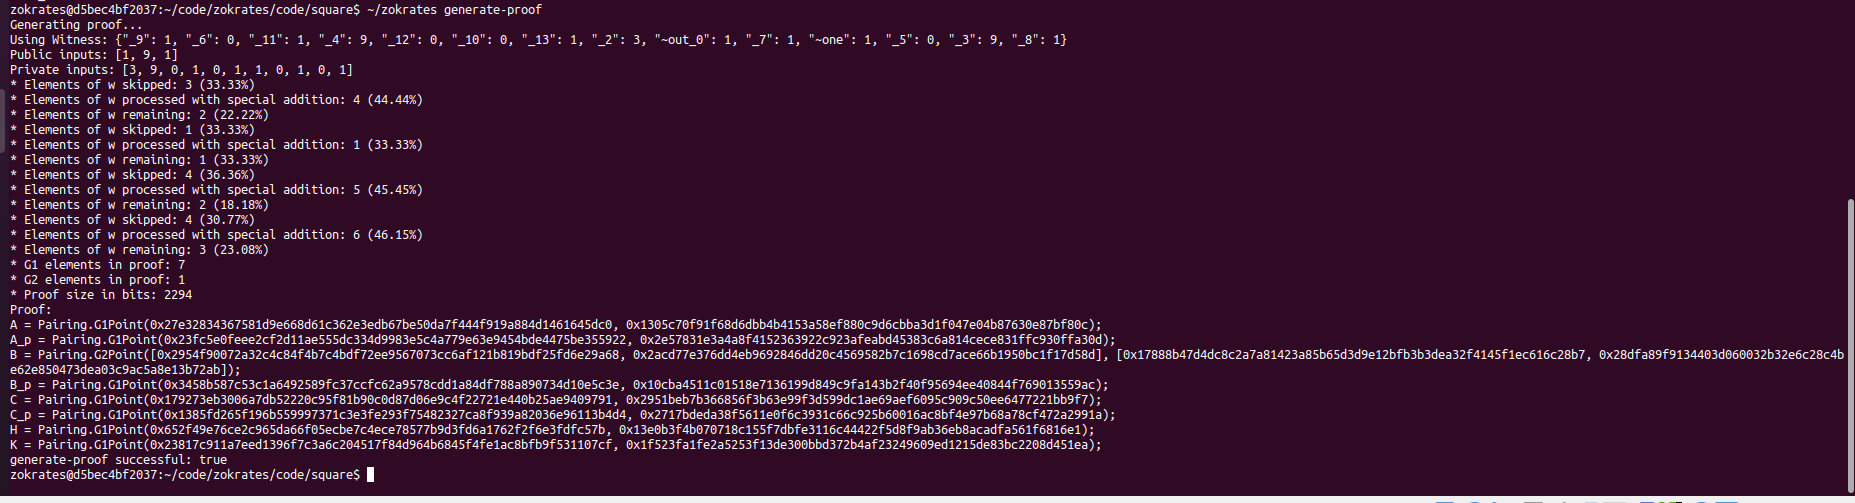 zokrates@d5bec4bf2037:~/code/zokrates/code/square$ ~/zokrates generate-proof
Generating proof...
Using Witness: {"_9": 1, "_6": 0, "_11": 1, "_4": 9, "_12": 0, "_10": 0, "_13": 1, "_2": 3, "~out_0": 1, "_7": 1, "~one": 1, "_5": 0, "_3": 9, "_8": 1}
Public inputs: [1, 9, 1]
Private inputs: [3, 9, 0, 1, 0, 1, 1, 0, 1, 0, 1]
* Elements of w skipped: 3 (33.33%)
* Elements of w processed with special addition: 4 (44.44%)
* Elements of w remaining: 2 (22.22%)
* Elements of w skipped: 1 (33.33%)
* Elements of w processed with special addition: 1 (33.33%)
* Elements of w remaining: 1 (33.33%)
* Elements of w skipped: 4 (36.36%)
* Elements of w processed with special addition: 5 (45.45%)
* Elements of w remaining: 2 (18.18%)
* Elements of w skipped: 4 (30.77%)
* Elements of w processed with special addition: 6 (46.15%)
* Elements of w remaining: 3 (23.08%)
* G1 elements in proof: 7
* G2 elements in proof: 1
* Proof size in bits: 2294
Proof:
A = Pairing.G1Point(0x27e32834367581d9e668d61c362e3edb67be50da7f444f919a884d1461645dc0, 0x1305c70f91f68d6dbb4b4153a58ef880c9d6cbba3d1f047e04b87630e87bf80c);
A_p = Pairing.G1Point(0x23fc5e0feee2cf2d11ae555dc334d9983e5c4a779e63e9454bde4475be355922, 0x2e57831e3a4a8f4152363922c923afeabd45383c6a814cece831ffc930ffa30d);
B = Pairing.G2Point([0x2954f90072a32c4c84f4b7c4bdf72ee9567073cc6af121b819bdf25fd6e29a68, 0x2acd77e376dd4eb9692846dd20c4569582b7c1698cd7ace66b1950bc1f17d58d], [0x17888b47d4dc8c2a7a81423a85b65d3d9e12bfb3b3dea32f4145f1ec616c28b7, 0x28dfa89f9134403d060032b32e6c28c4b
e62e850473dea03c9ac5a8e13b72ab]);
B_p = Pairing.G1Point(0x3458b587c53c1a6492589fc37ccfc62a9578cdd1a84df788a890734d10e5c3e, 0x10cba4511c01518e7136199d849c9fa143b2f40f95694ee40844f769013559ac);
C = Pairing.G1Point(0x179273eb3006a7db52220c95f81b90c0d87d06e9c4f22721e440b25ae9409791, 0x2951beb7b366856f3b63e99f3d599dc1ae69aef6095c909c50ee6477221bb9f7);
C_p = Pairing.G1Point(0x1385fd265f196b559997371c3e3fe293f75482327ca8f939a82036e96113b4d4, 0x2717bdeda38f5611e0f6c3931c66c925b60016ac8bf4e97b68a78cf472a2991a);
H = Pairing.G1Point(0x652f49e76ce2c965da66f05ecbe7c4ece78577b9d3fd6a1762f2f6e3fdfc57b, 0x13e0b3f4b070718c155f7dbfe3116c44422f5d8f9ab36eb8acadfa561f6816e1);
K = Pairing.G1Point(0x23817c911a7eed1396f7c3a6c204517f84d964b6845f4fe1ac8bfb9f531107cf, 0x1f523fa1fe2a5253f13de300bbd372b4af23249609ed1215de83bc2208d451ea);
generate-proof successful: true
zokrates@d5bec4bf2037:~/code/zokrates/code/square$